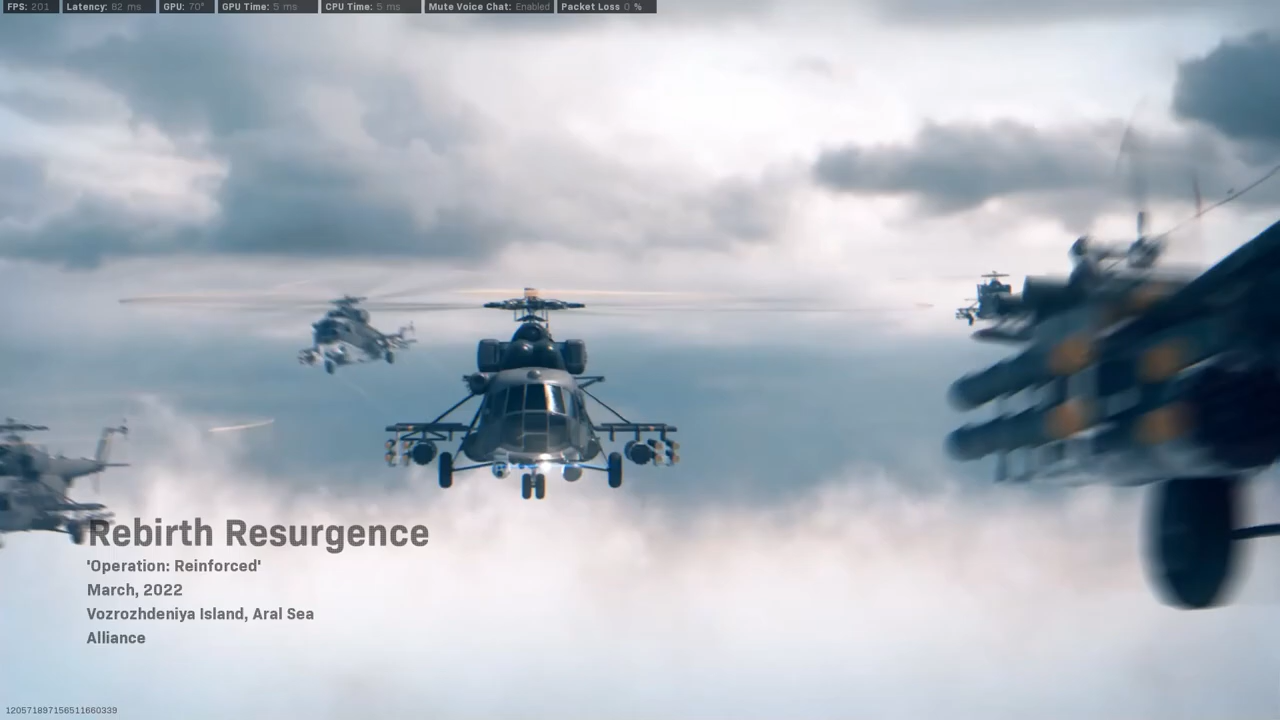 FPS: 201 Latency: 82 ms GPU: 70° GPU Time: 5 ms CPU Time: 5 ms Mute Voice Chat: Enabled Packet Loss 0 %
Rebirth Resurgence
'Operation: Reinforced'
March, 2022
Vozrozhdeniya Island, Aral Sea
Alliance
12057189715651166033​9